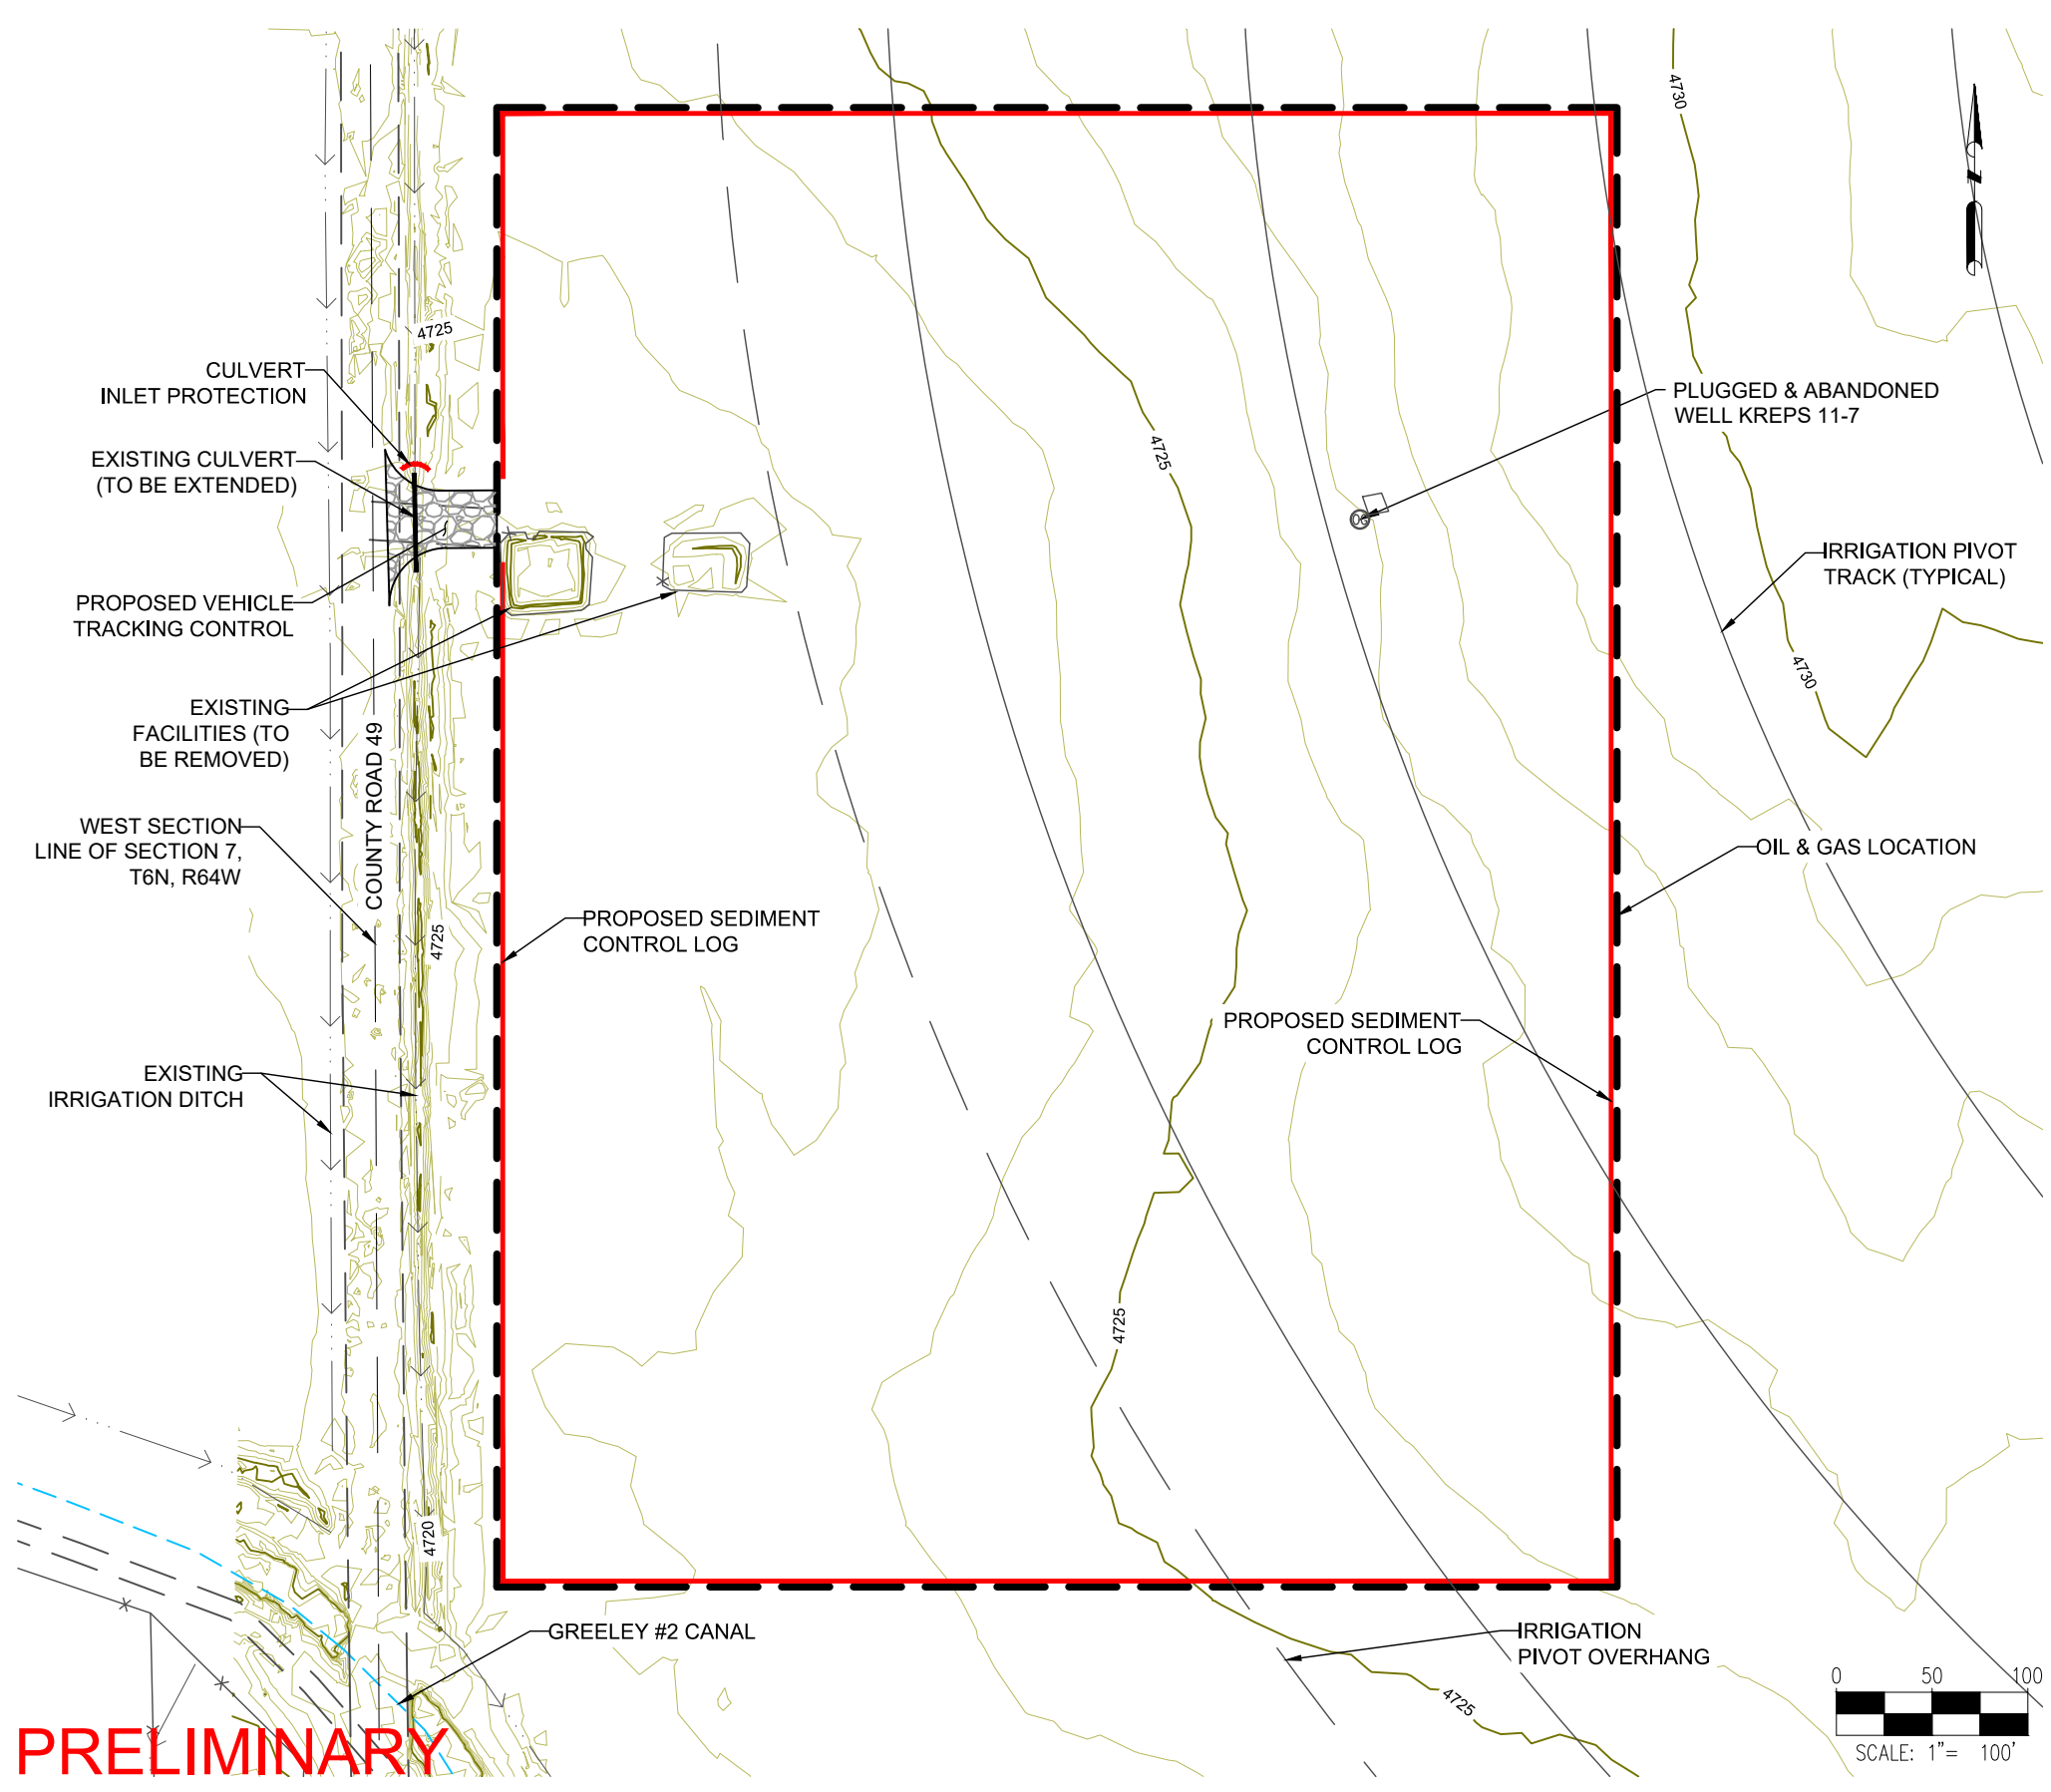 4730
4725
CULVERT
INLET PROTECTION
PLUGGED & ABANDONED
WELL KREPS 11-7
EXISTING CULVERT
(TO BE EXTENDED)
4725
IRRIGATION PIVOT
TRACK (TYPICAL)
PROPOSED VEHICLE
TRACKING CONTROL
4730
EXISTING
FACILITIES (TO
BE REMOVED)
COUNTY ROAD 49
WEST SECTION
LINE OF SECTION 7,
T6N, R64W
OIL & GAS LOCATION
PROPOSED SEDIMENT
CONTROL LOG
4725
PROPOSED SEDIMENT
CONTROL LOG
EXISTING
IRRIGATION DITCH
4725
4720
GREELEY #2 CANAL
IRRIGATION
PIVOT OVERHANG
4725
0 50 100
SCALE: 1"= 100'
PRELIMINARY
N